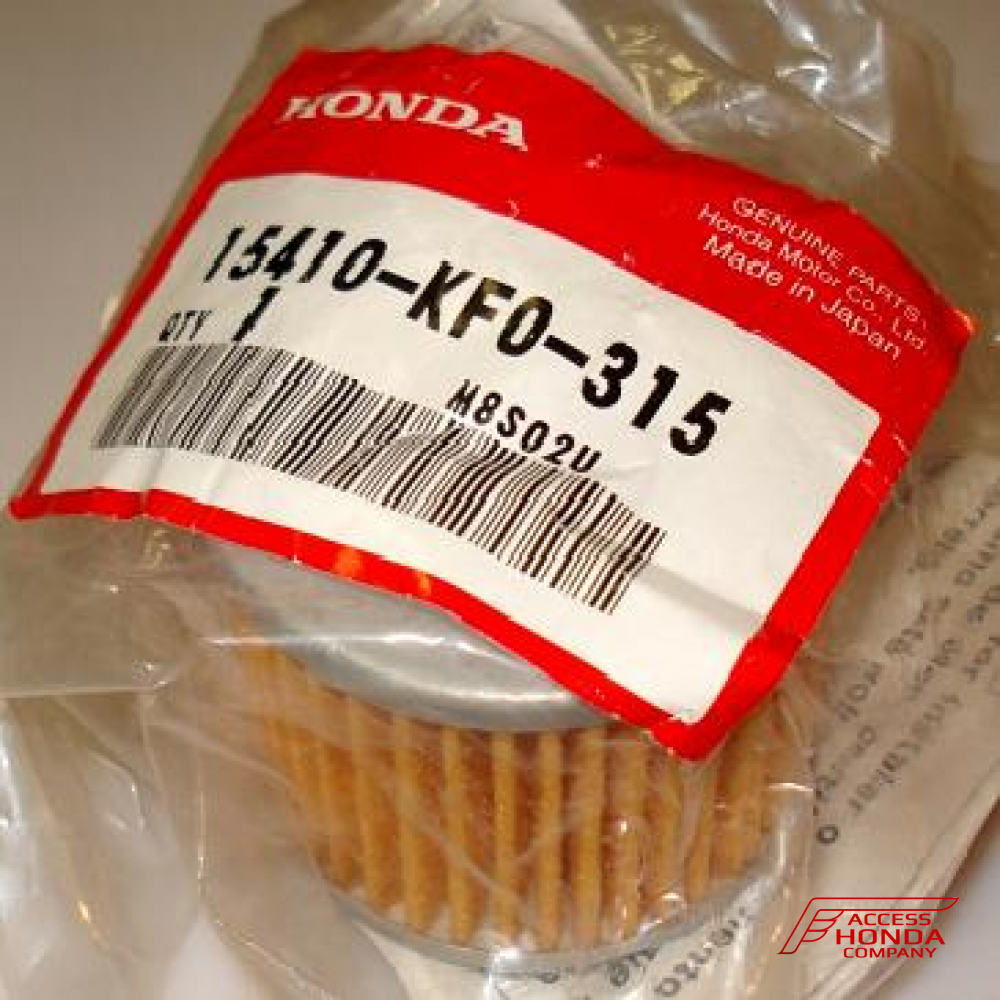 HONDA
GENUINE PARTS
Honda Motor Co., Ltd.
Made in Japan
15410-KF0-315
QTY 1
M8S02U
ACCESS
HONDA
COMPANY